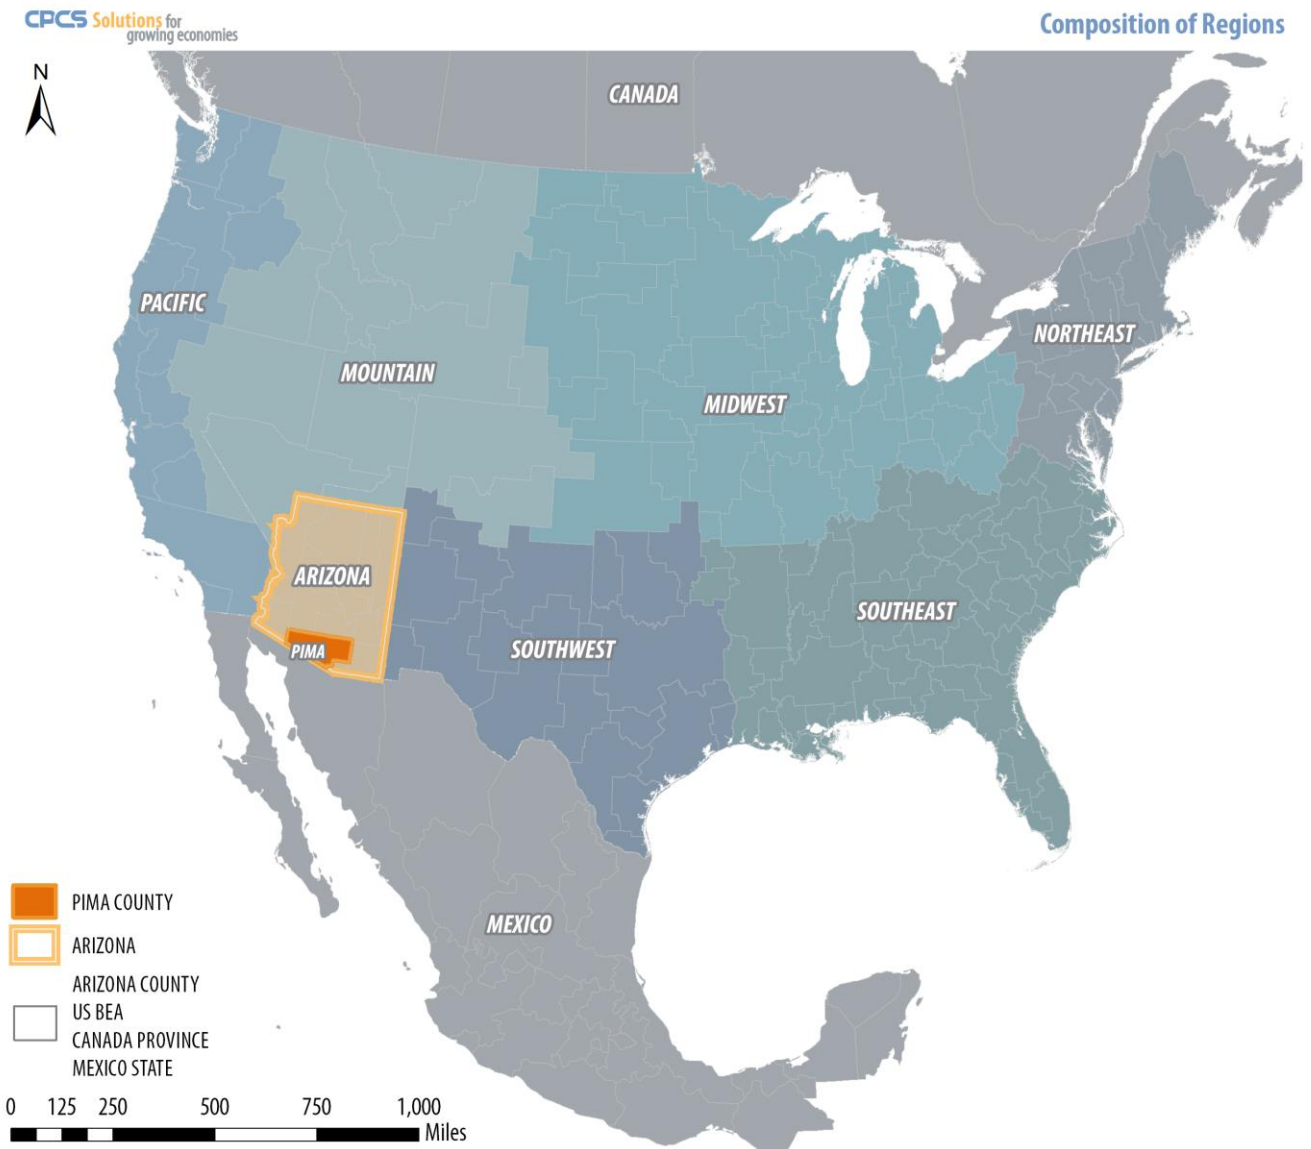 CPCS Solutions for
growing economies
Composition of Regions
N
CANADA
PACIFIC
NORTHEAST
MOUNTAIN
MIDWEST
ARIZONA
SOUTHEAST
PIMA
SOUTHWEST
MEXICO
PIMA COUNTY
ARIZONA
ARIZONA COUNTY
US BEA
CANADA PROVINCE
MEXICO STATE
0 125 250 500 750 1,000
Miles